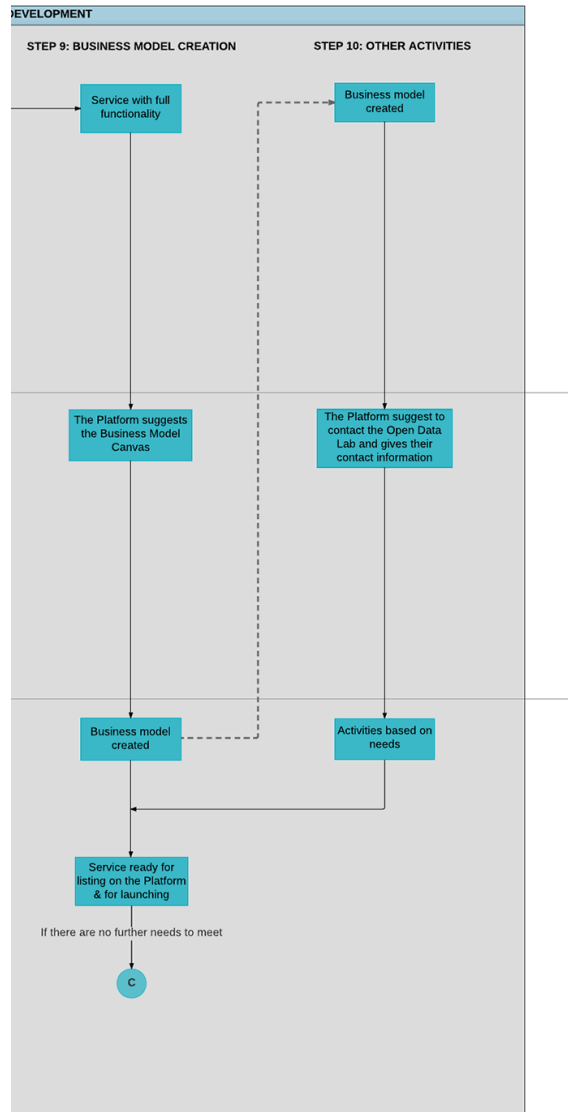 DEVELOPMENT
STEP 9: BUSINESS MODEL CREATION
Service with full
functionality
The Platform suggests
the Business Model
Canvas
Business model
created
Service ready for
listing on the Platform
& for launching
If there are no further needs to meet
C
STEP 10: OTHER ACTIVITIES
Business model
created
The Platform suggest to
contact the Open Data
Lab and gives their
contact information
Activities based on
needs